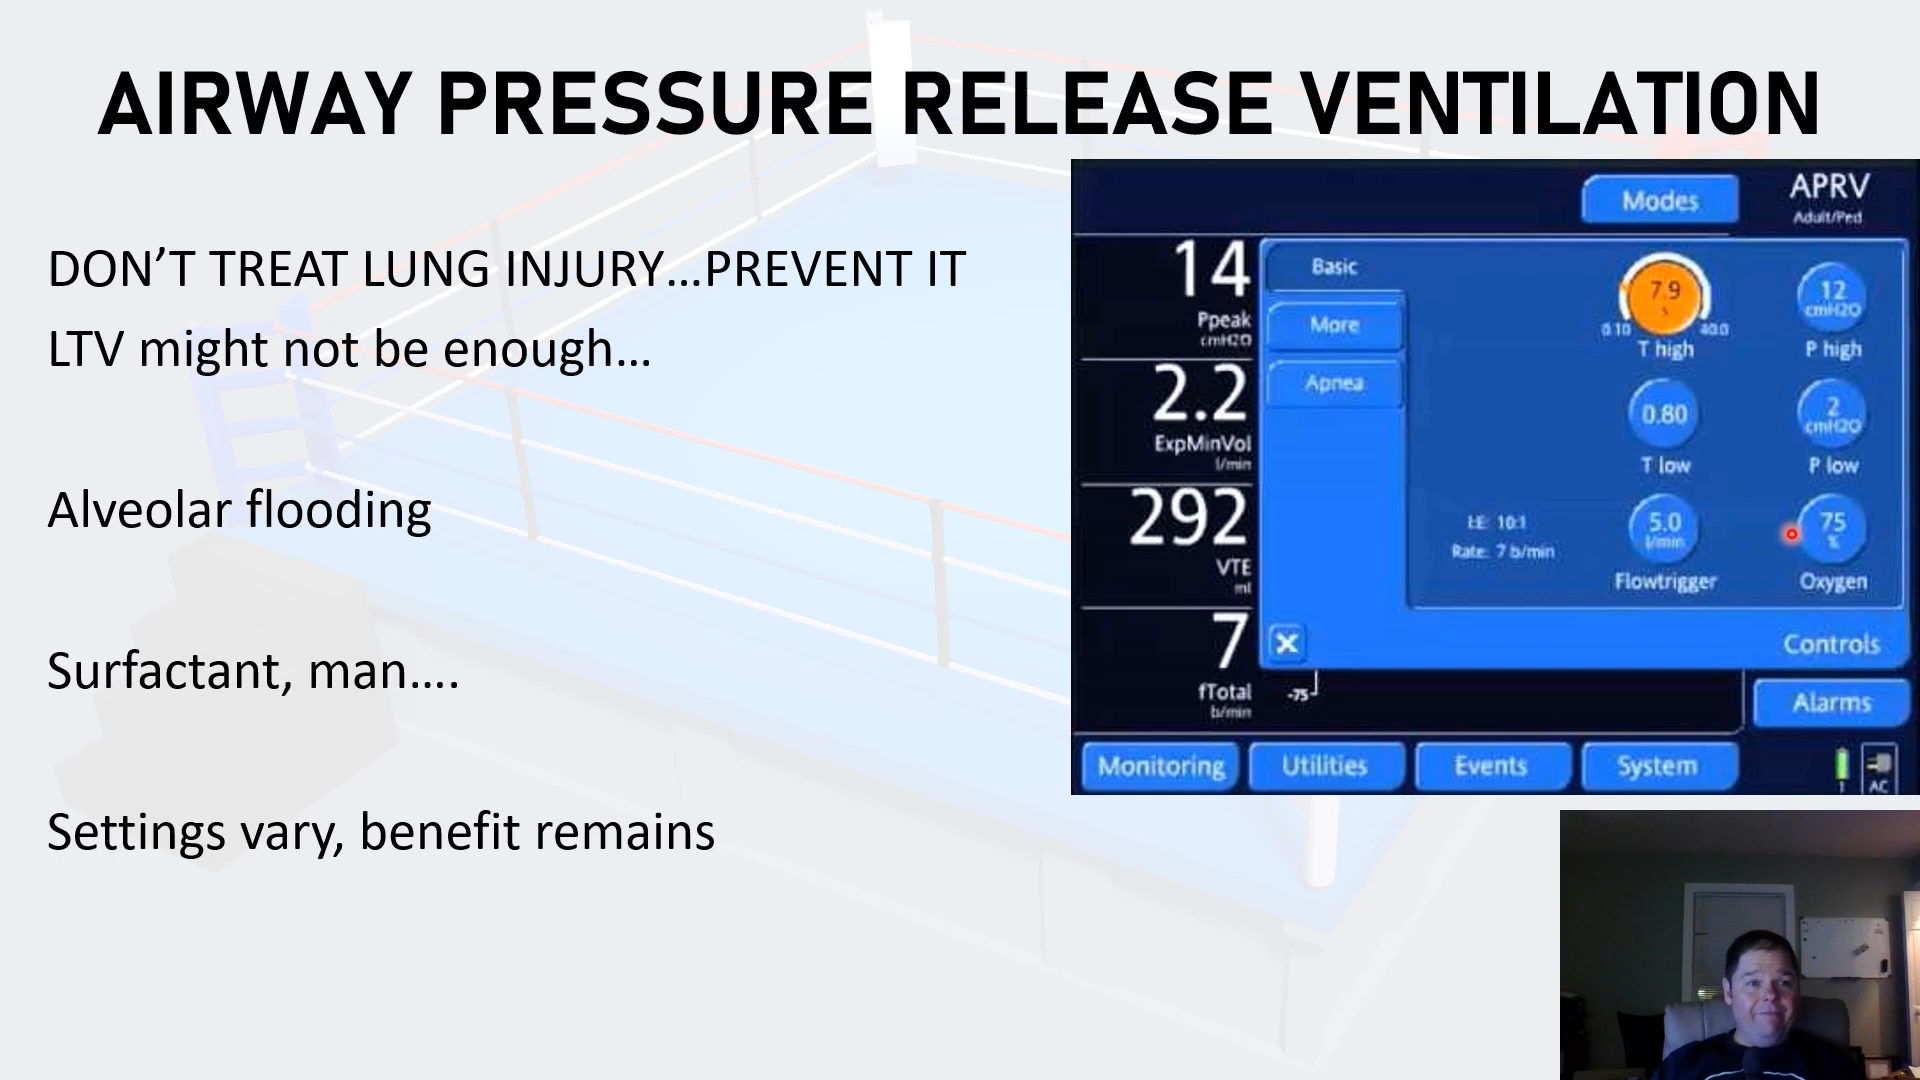 AIRWAY PRESSURE RELEASE VENTILATION
DON’T TREAT LUNG INJURY…PREVENT IT
LTV might not be enough…
Alveolar flooding
Surfactant, man….
Settings vary, benefit remains
Modes
APRV
Adult/Ped
14
Ppeak
cmH2O
2.2
ExpMinVol
l/min
292
VTE
ml
7
fTotal
b/min
Basic
More
Apnea
7.9
s
0.10
40.0
T high
12
cmH2O
P high
0.80
T low
2
cmH2O
P low
I:E: 10:1
Rate: 7 b/min
5.0
l/min
Flowtrigger
75
%
Oxygen
X
Controls
-75
Alarms
Monitoring
Utilities
Events
System
1
AC